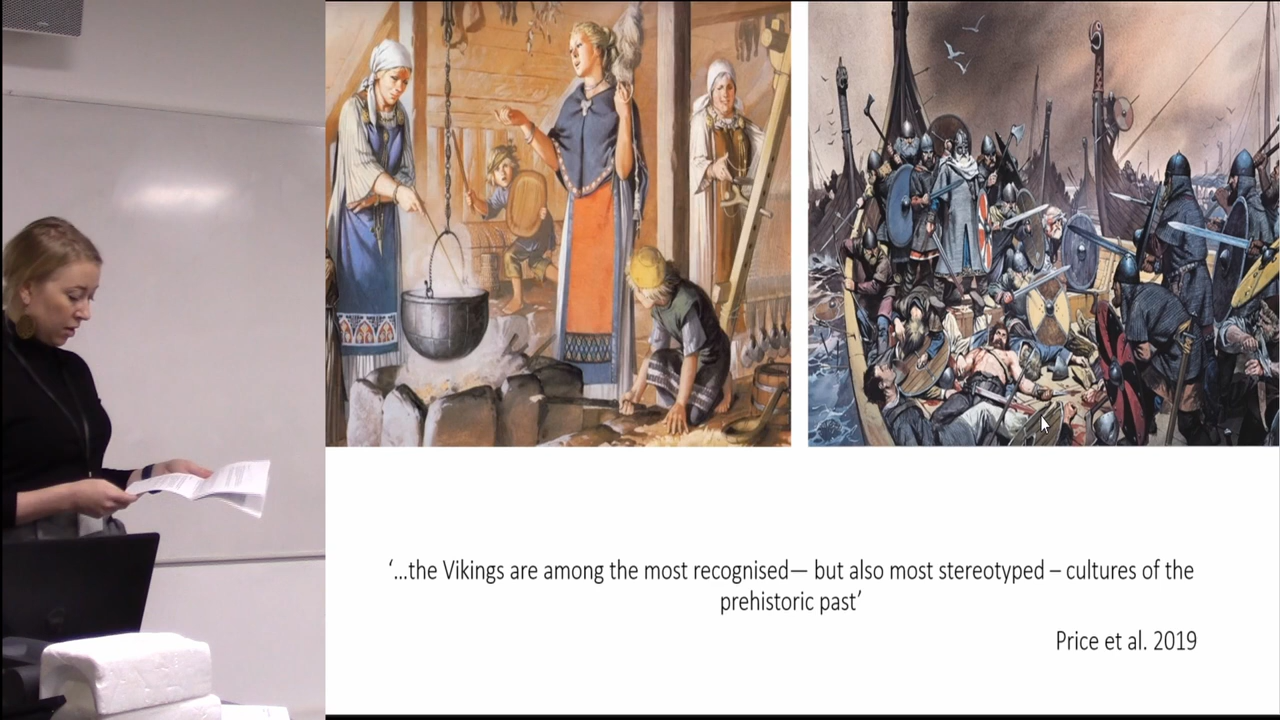 ‘...the Vikings are among the most recognised— but also most stereotyped – cultures of the
prehistoric past’
Price et al. 2019